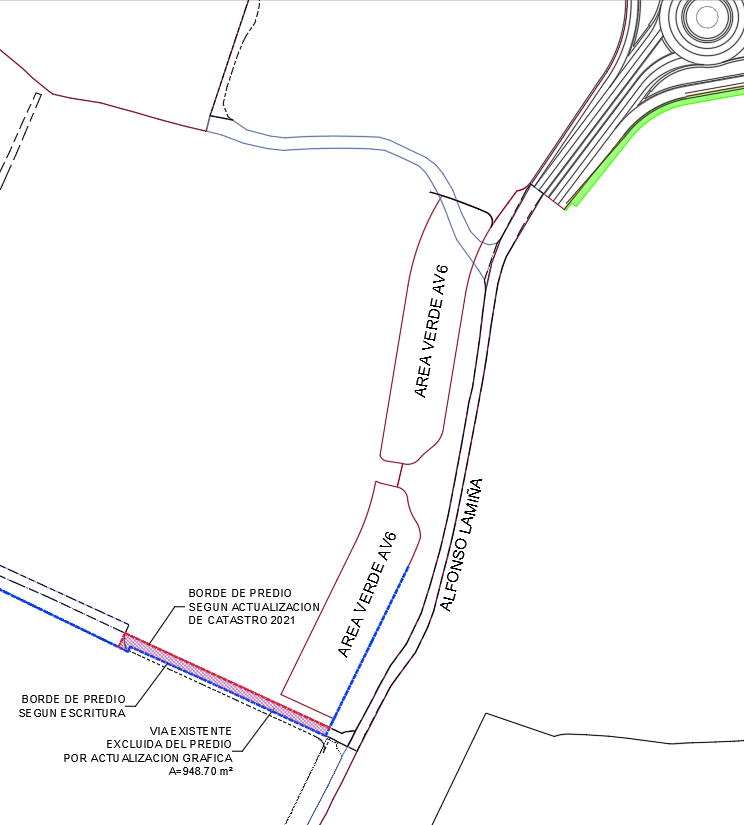 AREA VERDE AV6
ALFONSO LAMIÑA
AREA VERDE AV6
BORDE DE PREDIO
SEGUN ACTUALIZACION
DE CATASTRO 2021
BORDE DE PREDIO
SEGUN ESCRITURA
VIA EXISTENTE
EXCLUIDA DEL PREDIO
POR ACTUALIZACION GRAFICA
A=948.70 m²